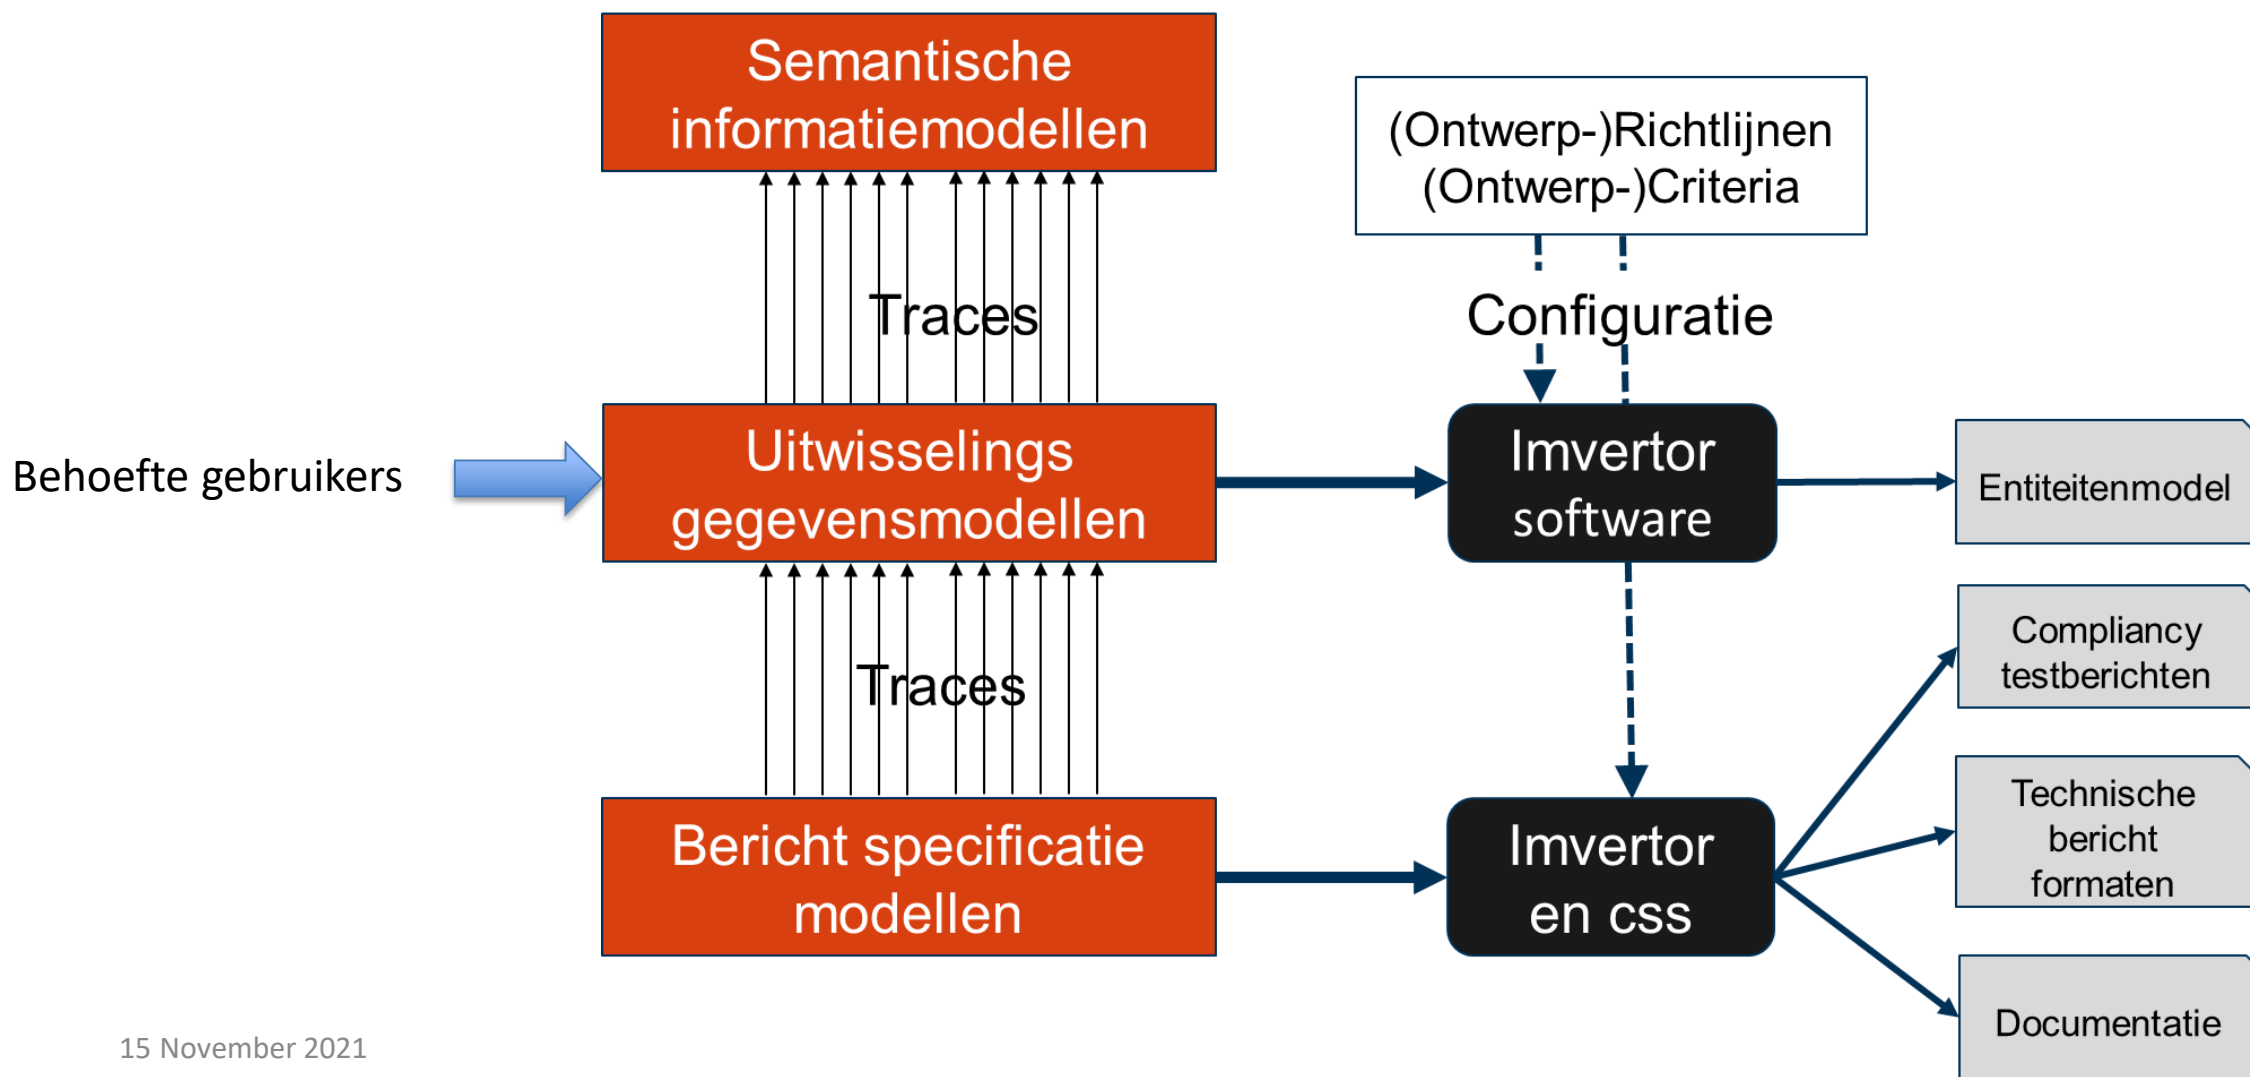 Semantische
informatiemodellen
(Ontwerp-)Richtlijnen
(Ontwerp-)Criteria
Traces
Configuratie
Behoefte gebruikers
Uitwisselings
gegevensmodellen
Imvertor
software
Entiteitenmodel
Compliancy
testberichten
Traces
Bericht specificatie
modellen
Imvertor
en css
Technische
bericht
formaten
Documentatie
15 November 2021